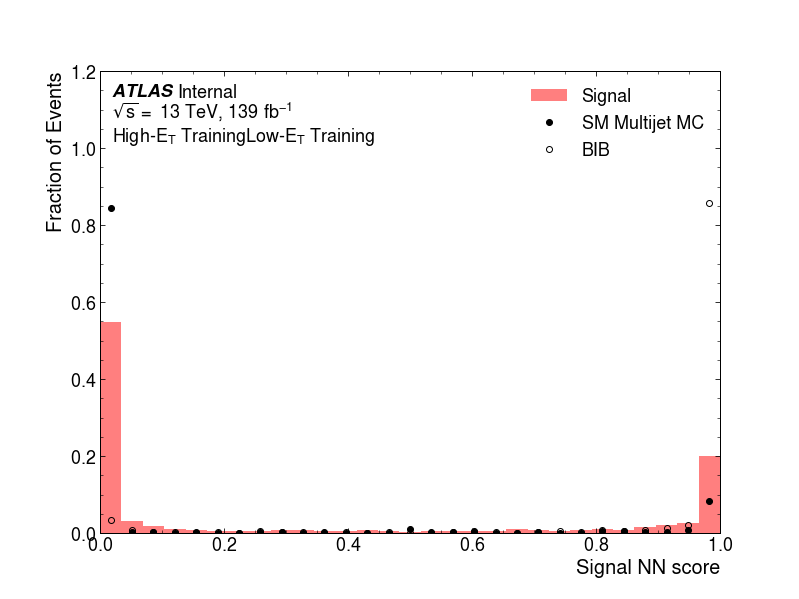 ATLAS Internal
√s = 13 TeV, 139 fb⁻¹
High-E_T TrainingLow-E_T Training
Signal
SM Multijet MC
BIB
Fraction of Events
1.2
1.0
0.8
0.6
0.4
0.2
0.0
0.0 0.2 0.4 0.6 0.8 1.0
Signal NN score